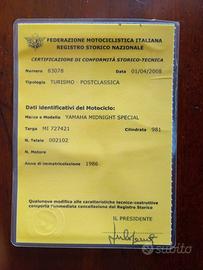 FEDERAZIONE MOTOCICLISTICA ITALIANA
REGISTRO STORICO NAZIONALE
CERTIFICAZIONE DI CONFORMITÀ STORICO-TECNICA
Numero 83078 Data 01/04/2008
Tipologia TURISMO - POSTCLASSICA
Dati identificativi del Motociclo:
Marca e Modello YAMAHA MIDNIGHT SPECIAL
Targa MI 727421 Cilindrata 981
N. Telaio 002102
N. Motore
Anno di immatricolazione 1986
Qualunque modifica alle caratteristiche tecnico-costruttive
comporta l'immediata cancellazione dal Registro Storico
IL PRESIDENTE
subito